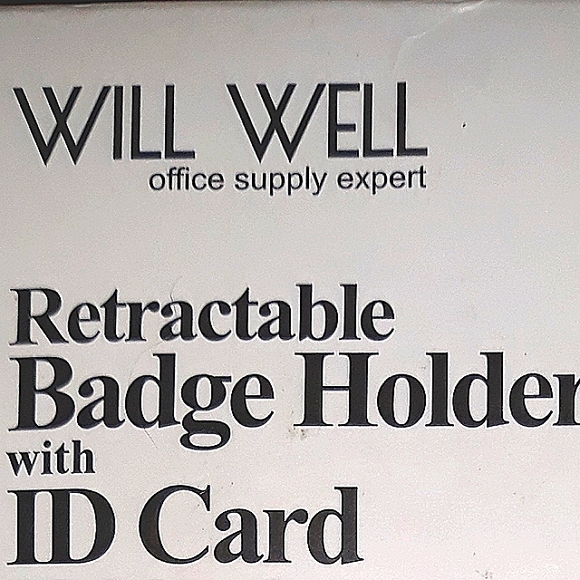 WILL WELL
office supply expert
Retractable
Badge Holder
with
ID Card